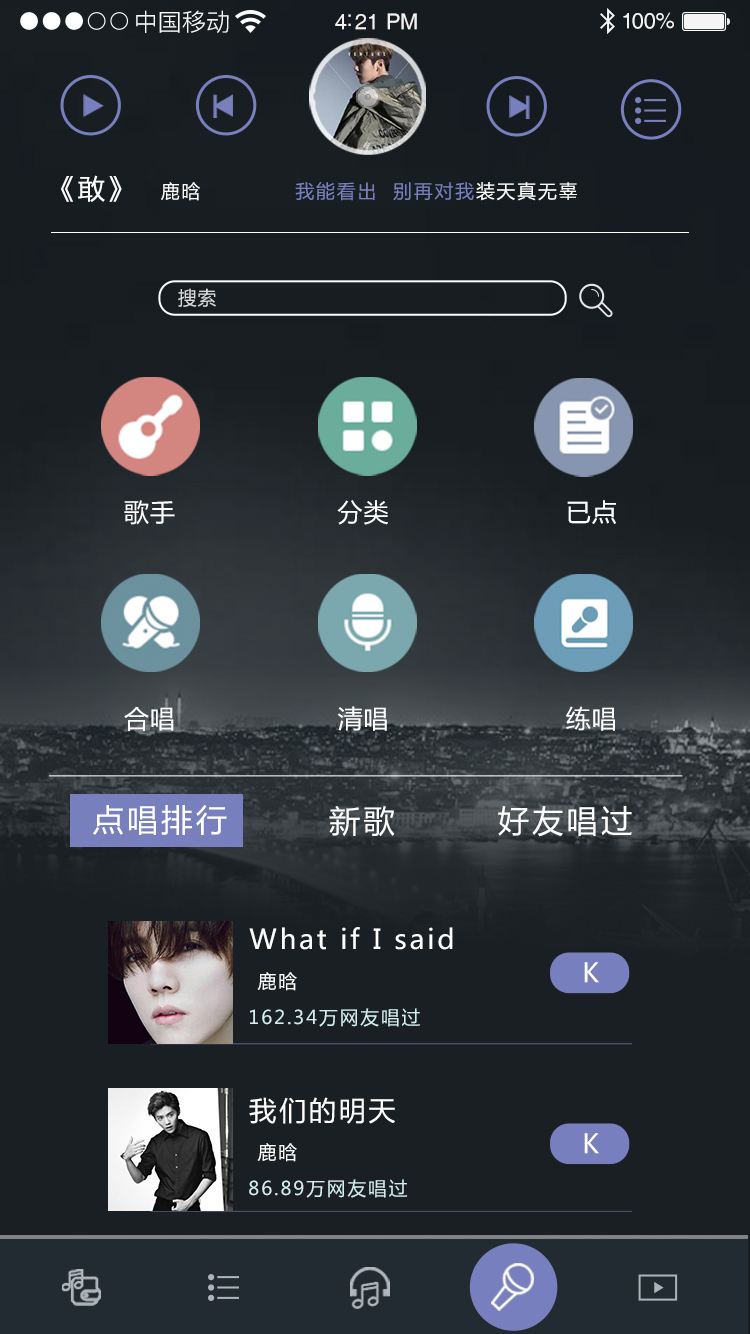 中国移动 4:21 PM 100%
VENTURE
《敢》 鹿晗 我能看出 别再对我装天真无辜
搜索
歌手 分类 已点
合唱 清唱 练唱
点唱排行 新歌 好友唱过
What if I said
鹿晗
K
162.34万网友唱过
我们的明天
鹿晗
K
86.89万网友唱过